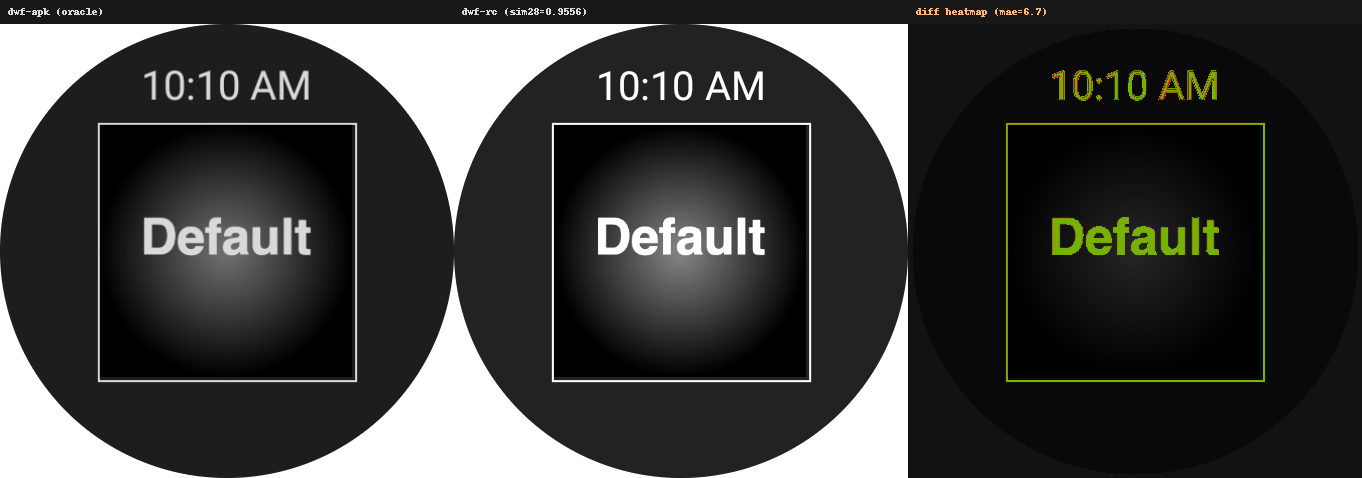 dwf-apk (oracle)
dwf-rc (sim28=0.9556)
diff heatmap (mae=6.7)
10:10 AM
10:10 AM
10:10 AM
Default
Default
Default